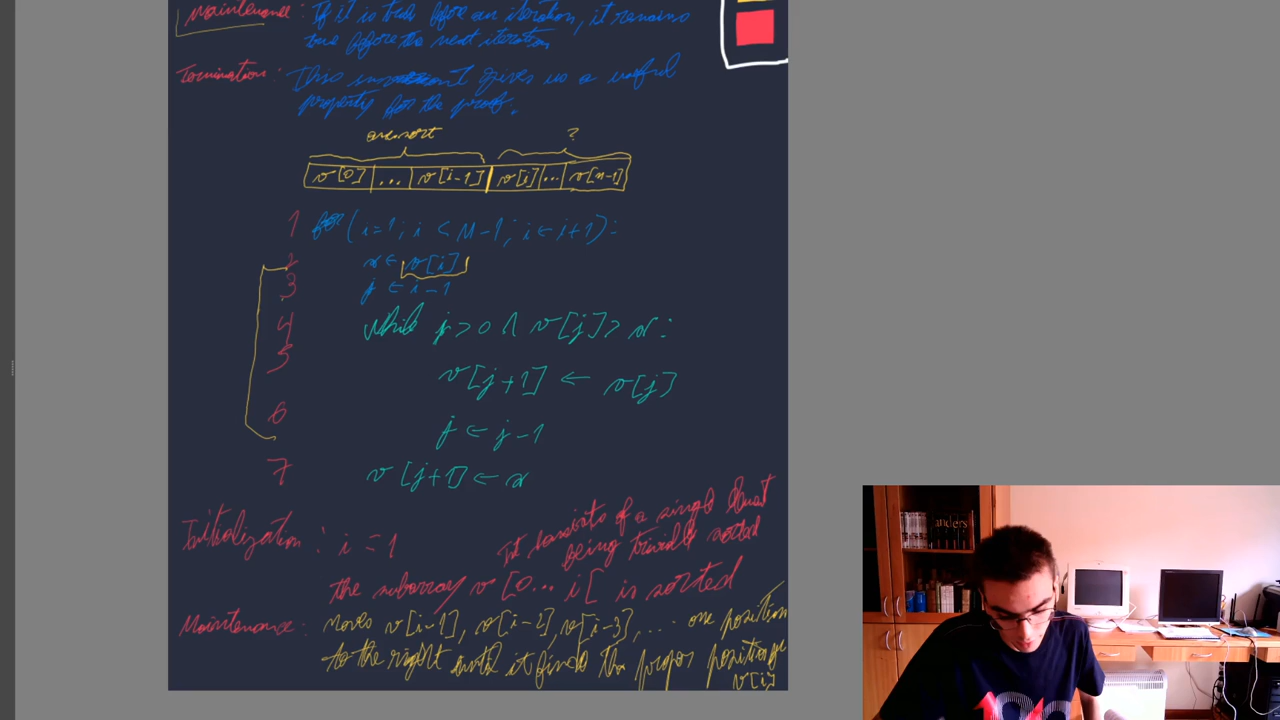 Maintenance: If it is true before an iteration, it remains
true before the next iteration
Termination: This gives us a useful
property for the proof.
?
v[0] ... v[i-1] v[i] ... v[n-1]
1 for (i=1; i < n-1; i ← i+1):
2 x ← v[i]
3 j ← i-1
4 while j > 0 ∧ v[j] > x:
5 v[j+1] ← v[j]
6 j ← j-1
7 v[j+1] ← x
Initialization: i = 1
It consists of a single
being trivially sorted
the subarray v[0...i[ is sorted
Maintenance: moves v[i-1], v[i-2], v[i-3], ... one position
to the right until it finds the proper position
v[i]
anders